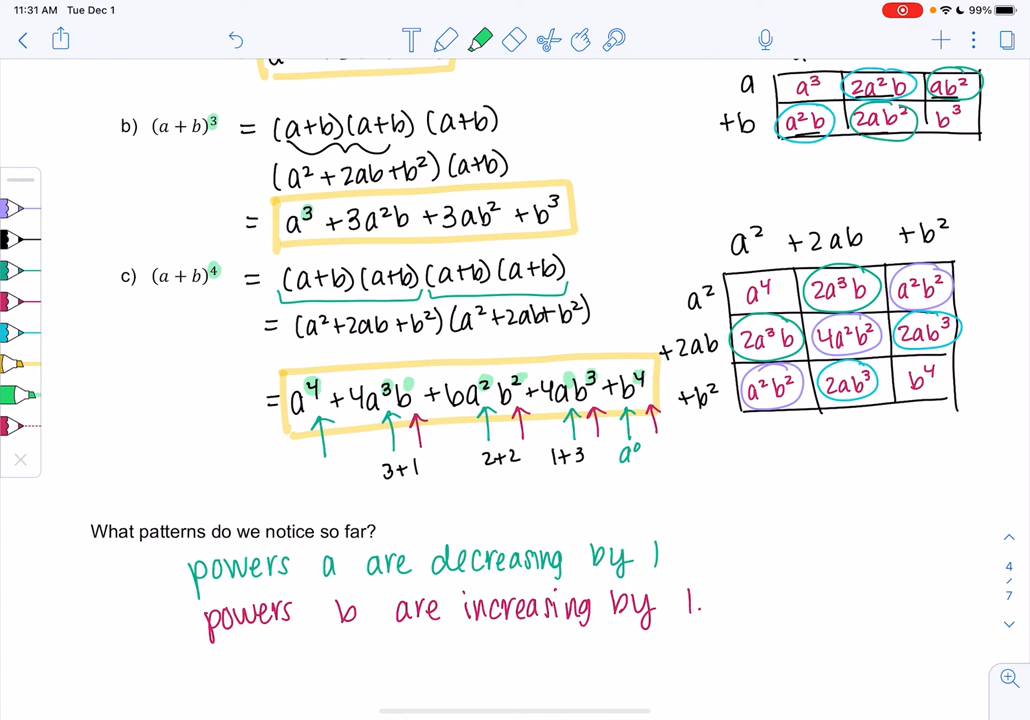 11:31 AM Tue Dec 1
99%
T
a a³ 2a²b ab²
+b a²b 2ab² b³
b) (a + b)³ = (a+b)(a+b) (a+b)
(a² + 2ab + b²) (a+b)
= a³ + 3a²b + 3ab² + b³
c) (a + b)⁴ = (a+b)(a+b)(a+b)(a+b)
= (a²+2ab+b²)(a²+2ab+b²)
= a⁴ + 4a³b + 6a²b² + 4ab³ + b⁴
3+1 2+2 1+3 a⁰
a² +2ab +b²
a² a⁴ 2a³b a²b²
+2ab 2a³b 4a²b² 2ab³
+b² a²b² 2ab³ b⁴
What patterns do we notice so far?
powers a are decreasing by 1
powers b are increasing by 1.
4
/
7